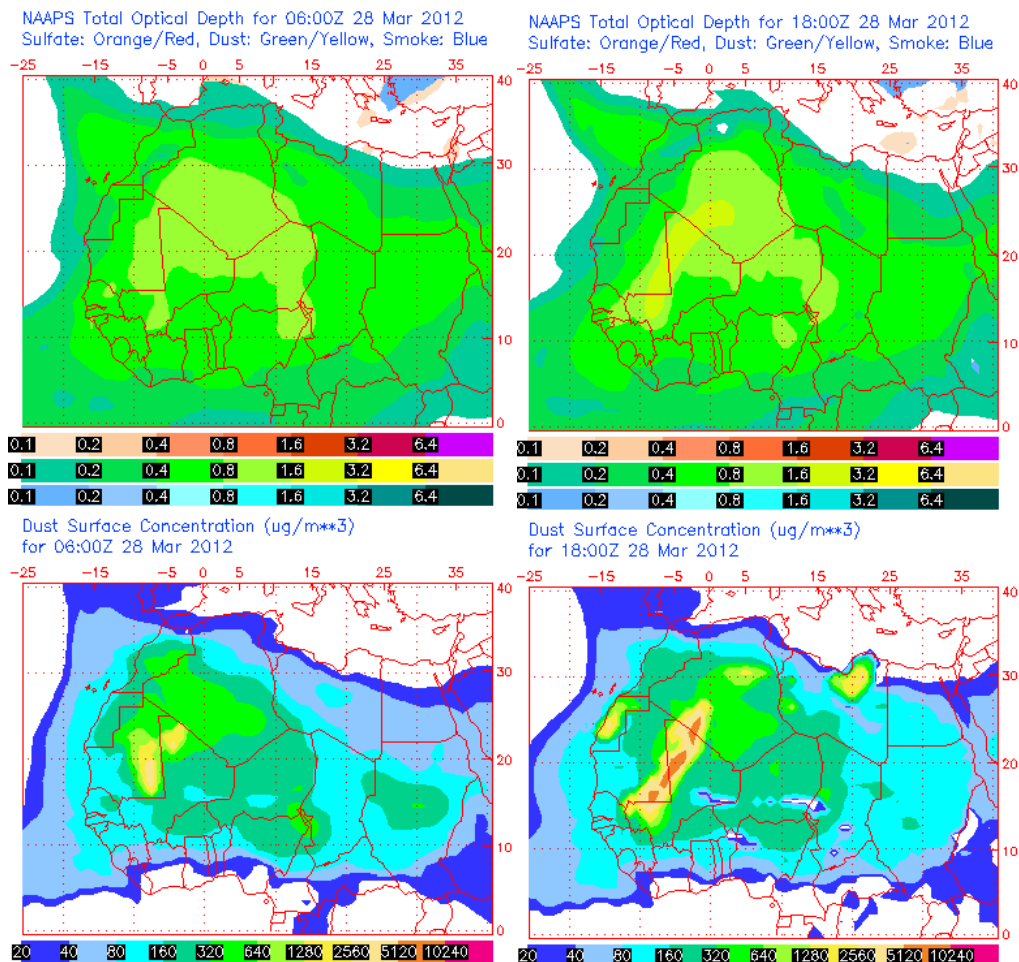 NAAPS Total Optical Depth for 06:00Z 28 Mar 2012
Sulfate: Orange/Red, Dust: Green/Yellow, Smoke: Blue
-25 -15 -5 0 5 15 25 35
40
30
20
10
0
0.1 0.2 0.4 0.8 1.6 3.2 6.4
0.1 0.2 0.4 0.8 1.6 3.2 6.4
0.1 0.2 0.4 0.8 1.6 3.2 6.4
NAAPS Total Optical Depth for 18:00Z 28 Mar 2012
Sulfate: Orange/Red, Dust: Green/Yellow, Smoke: Blue
-25 -15 -5 0 5 15 25 35
40
30
20
10
0
0.1 0.2 0.4 0.8 1.6 3.2 6.4
0.1 0.2 0.4 0.8 1.6 3.2 6.4
0.1 0.2 0.4 0.8 1.6 3.2 6.4
Dust Surface Concentration (ug/m**3)
for 06:00Z 28 Mar 2012
-25 -15 -5 0 5 15 25 35
40
30
20
10
0
20 40 80 160 320 640 1280 2560 5120 10240
Dust Surface Concentration (ug/m**3)
for 18:00Z 28 Mar 2012
-25 -15 -5 0 5 15 25 35
40
30
20
10
0
20 40 80 160 320 640 1280 2560 5120 10240